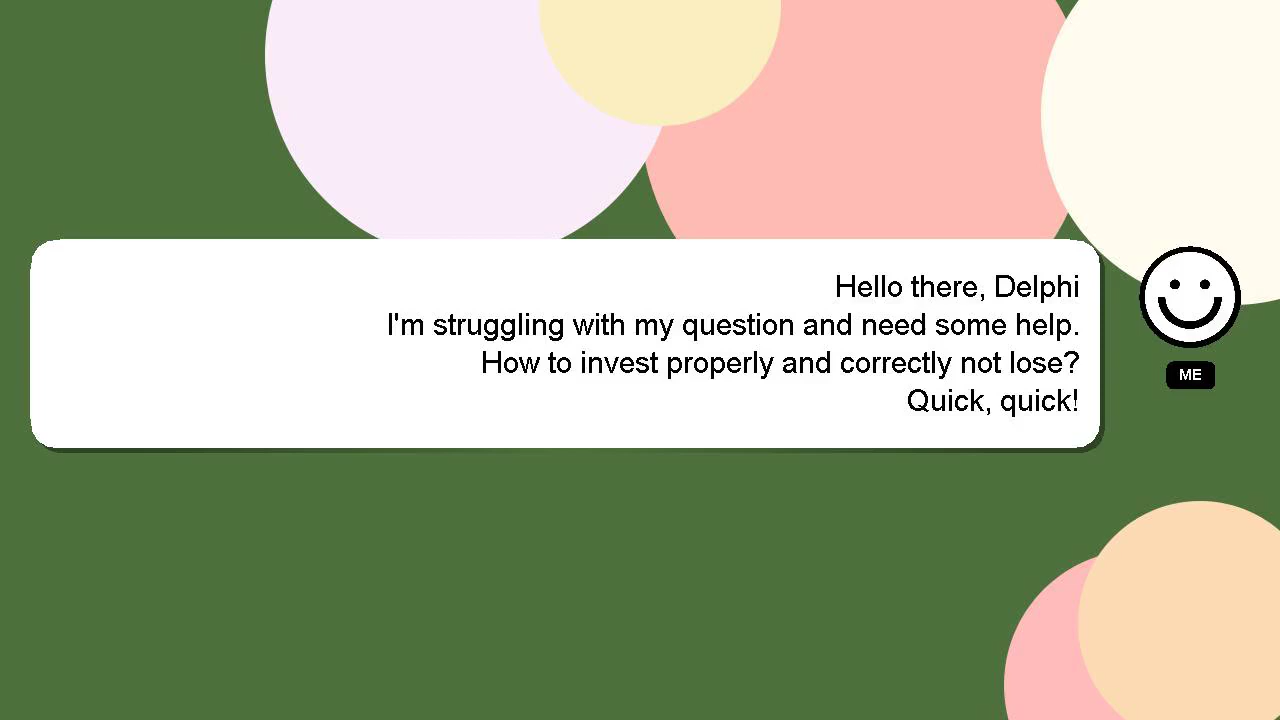 Hello there, Delphi
I'm struggling with my question and need some help.
How to invest properly and correctly not lose?
Quick, quick!
ME